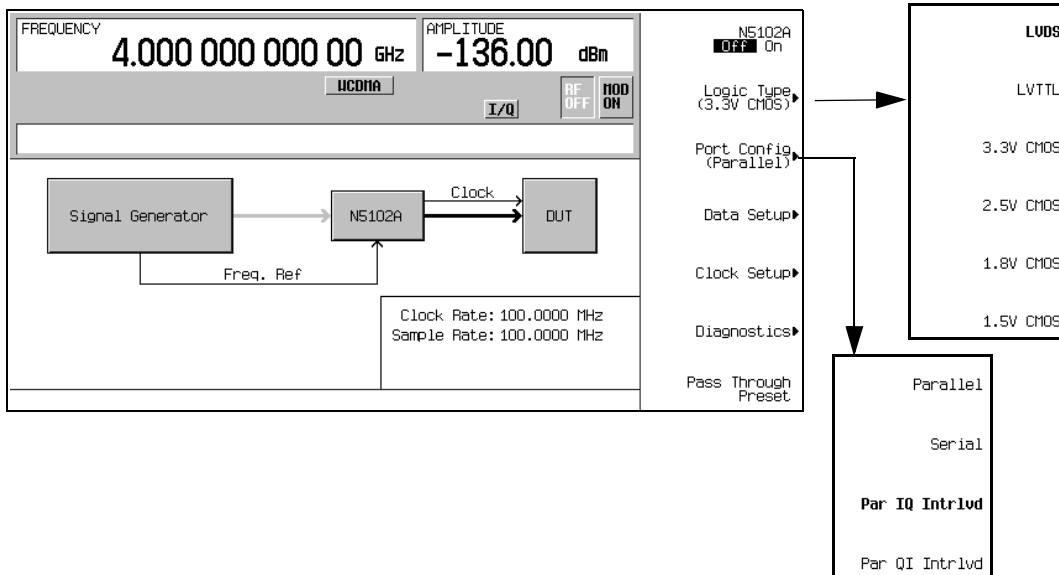 FREQUENCY
4.000 000 000 00 GHz
AMPLITUDE
-136.00 dBm
WCDMA
I/Q
RF OFF
MOD ON
Signal Generator
N5102A
Clock
DUT
Freq. Ref
Clock Rate: 100.0000 MHz
Sample Rate: 100.0000 MHz
N5102A
Off On
Logic Type
(3.3V CMOS)
Port Config
(Parallel)
Data Setup
Clock Setup
Diagnostics
Pass Through
Preset
LVDS
LVTTL
3.3V CMOS
2.5V CMOS
1.8V CMOS
1.5V CMOS
Parallel
Serial
Par IQ Intrlvd
Par QI Intrlvd